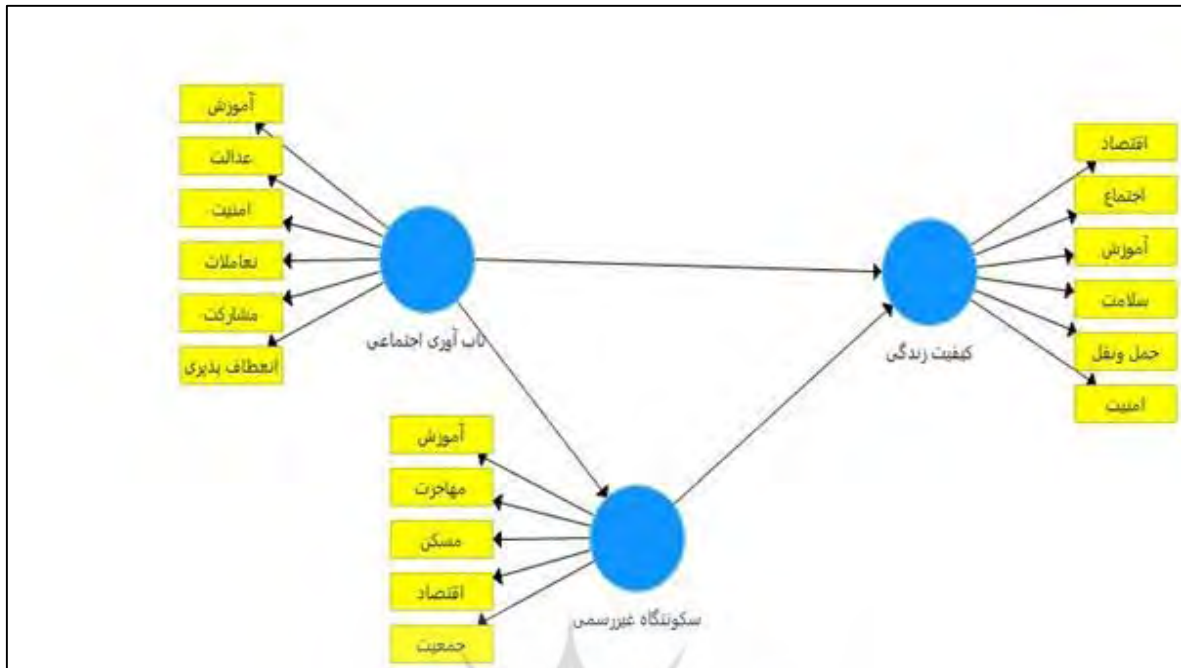 آموزش
عدالت
امنیت
تعاملات
مشارکت
انعطاف پذیری
تاب آوری اجتماعی
اقتصاد
اجتماع
آموزش
سلامت
حمل ونقل
امنیت
کیفیت زندگی
آموزش
مهاجرت
مسکن
اقتصاد
جمعیت
سکونتگاه غیررسمی